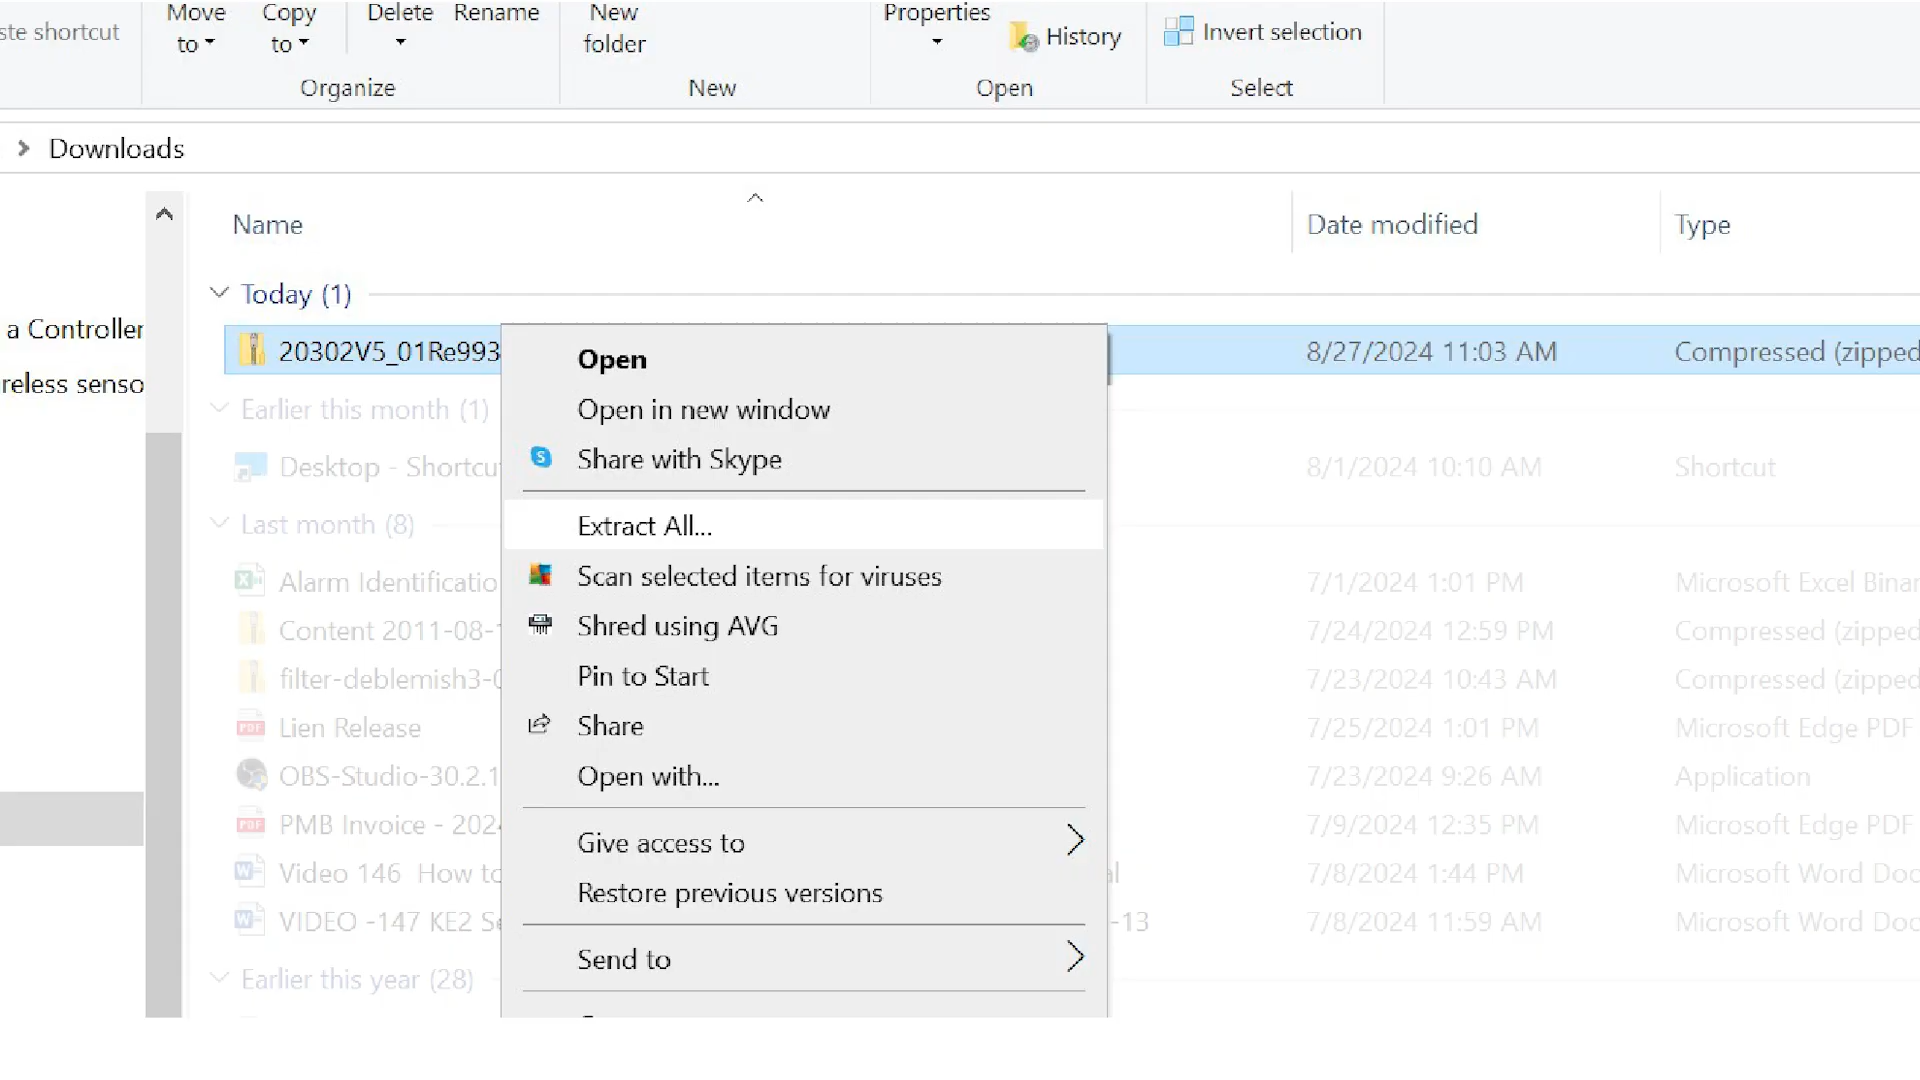 ste shortcut
Move to
Copy to
Delete
Rename
New folder
Properties
History
Invert selection
Organize
New
Open
Select
Downloads
Name
Date modified
Type
Today (1)
a Controller
20302V5_01Re993
8/27/2024 11:03 AM
Compressed (zipped
reless senso
Earlier this month (1)
Desktop - Shortcu
8/1/2024 10:10 AM
Shortcut
Last month (8)
Alarm Identificatio
7/1/2024 1:01 PM
Microsoft Excel Binar
Content 2011-08-
7/24/2024 12:59 PM
Compressed (zipped
filter-deblemish3-
7/23/2024 10:43 AM
Compressed (zipped
Lien Release
7/25/2024 1:01 PM
Microsoft Edge PDF
OBS-Studio-30.2.1
7/23/2024 9:26 AM
Application
PMB Invoice - 202
7/9/2024 12:35 PM
Microsoft Edge PDF
Video 146 How to
al
7/8/2024 1:44 PM
Microsoft Word Doc
VIDEO -147 KE2 Se
-13
7/8/2024 11:59 AM
Microsoft Word Doc
Earlier this year (28)
Open
Open in new window
Share with Skype
Extract All...
Scan selected items for viruses
Shred using AVG
Pin to Start
Share
Open with...
Give access to
Restore previous versions
Send to